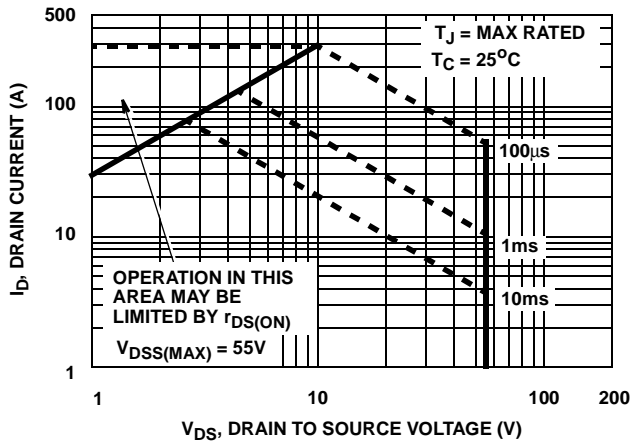 500
T_J = MAX RATED
T_C = 25°C
100
100µs
I_D, DRAIN CURRENT (A)
10
1ms
OPERATION IN THIS
AREA MAY BE
LIMITED BY r_DS(ON)
10ms
V_DSS(MAX) = 55V
1
1 10 100 200
V_DS, DRAIN TO SOURCE VOLTAGE (V)